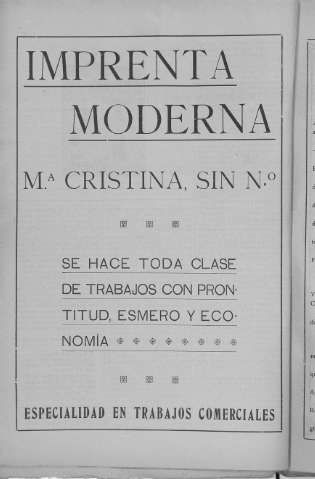 IMPRENTA
MODERNA
M.ª CRISTINA, SIN N.º
SE HACE TODA CLASE
DE TRABAJOS CON PRON-
TITUD, ESMERO Y ECO-
NOMÍA
ESPECIALIDAD EN TRABAJOS COMERCIALES